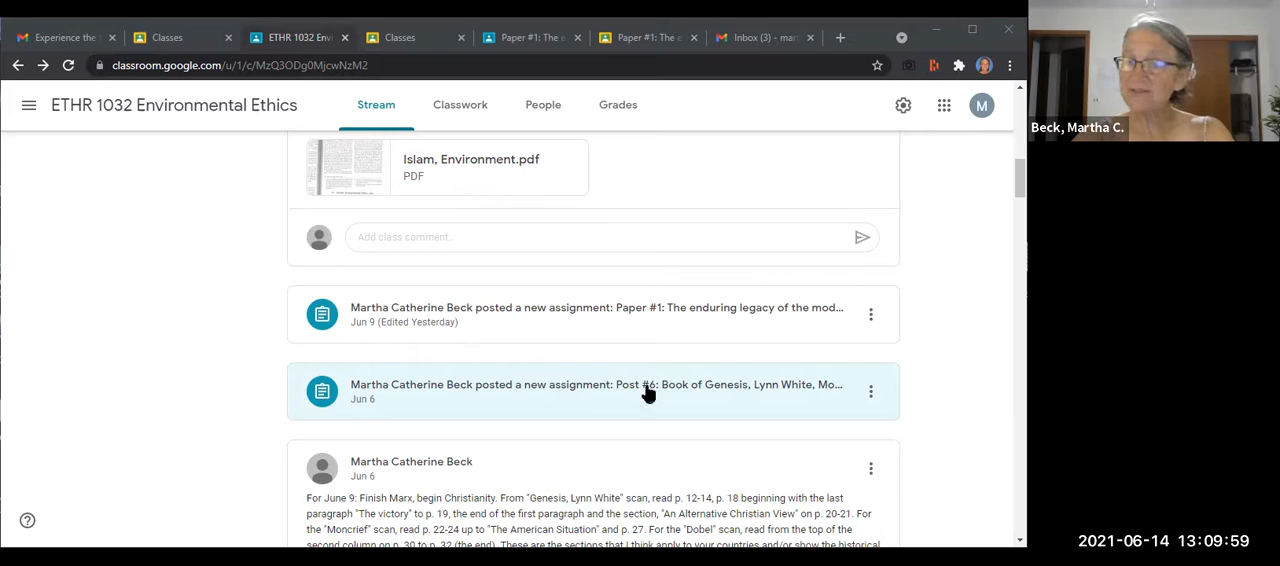 Experience the
Classes
ETHR 1032 Envi
Classes
Paper #1: The e
Paper #1: The e
Inbox (3) - mar
classroom.google.com/u/1/c/MzQ3ODg0MjcwNzM2
ETHR 1032 Environmental Ethics
Stream
Classwork
People
Grades
M
Islam, Environment.pdf
PDF
Add class comment.
Martha Catherine Beck posted a new assignment: Paper #1: The enduring legacy of the mod...
Jun 9 (Edited Yesterday)
Martha Catherine Beck posted a new assignment: Post #6: Book of Genesis, Lynn White, Mo...
Jun 6
Martha Catherine Beck
Jun 6
For June 9: Finish Marx, begin Christianity. From "Genesis, Lynn White" scan, read p. 12-14, p. 18 beginning with the last
paragraph "The victory" to p. 19, the end of the first paragraph and the section, "An Alternative Christian View" on p. 20-21. For
the "Moncrief" scan, read p. 22-24 up to "The American Situation" and p. 27. For the "Dobel" scan, read from the top of the
second column on p. 30 to p. 32 (the end). These are the sections that I think apply to your countries and/or show the historical
Beck, Martha C.
2021-06-14 13:09:59